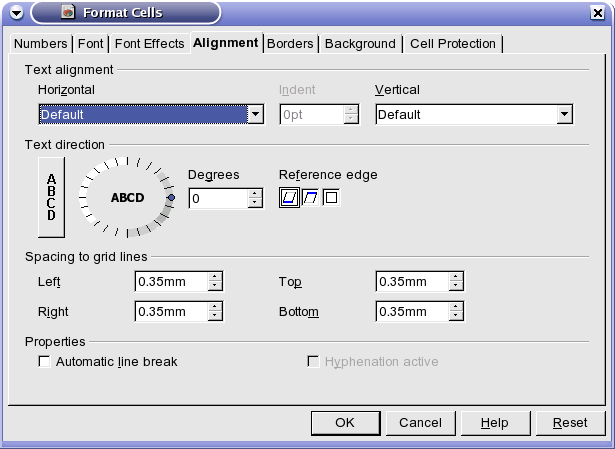 Format Cells
Numbers Font Font Effects Alignment Borders Background Cell Protection
Text alignment
Horizontal Indent Vertical
Default 0pt Default
Text direction
ABCD ABCD Degrees Reference edge
0
Spacing to grid lines
Left 0.35mm Top 0.35mm
Right 0.35mm Bottom 0.35mm
Properties
Automatic line break Hyphenation active
OK Cancel Help Reset